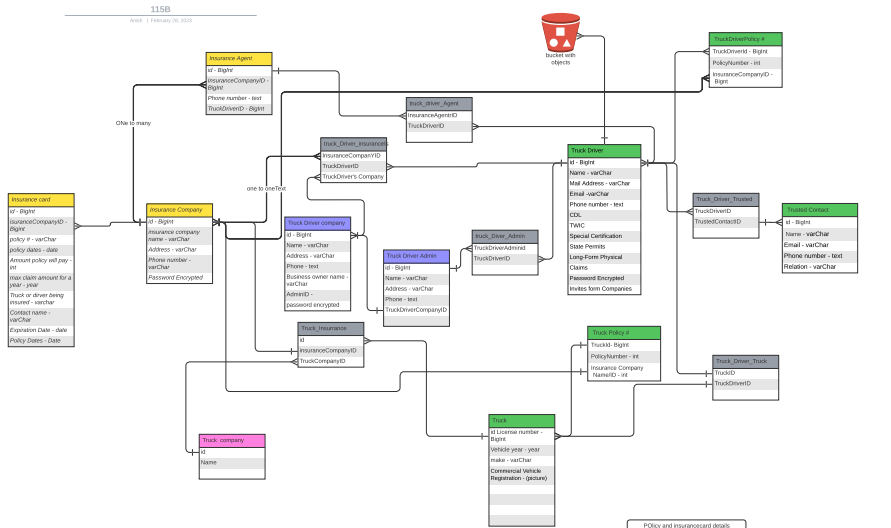 115B
Anish | February 28, 2023
bucket with
objects
TruckDriverPolicy #
TruckDriverId - BigInt
PolicyNumber - int
InsuranceCompanyID -
BigInt
Insurance Agent
id - BigInt
InsuranceCompanyID -
BigInt
Phone number - text
TruckDriverID - BigInt
ONe to many
truck_driver_Agent
InsuranceAgentrID
TruckDriverID
truck_Driver_Insurance
InsuranceCompanYID
TruckDriverID
TruckDriver's Company
one to oneText
Truck Driver
id - BigInt
Name - varChar
Mail Address - varChar
Email -varChar
Phone number - text
CDL
TWIC
Special Certification
State Permits
Long-Form Physical
Claims
Password Encrypted
Invites form Companies
Insurance card
id - BigInt
isuranceCompanyID -
BigInt
policy # - varChar
policy dates - date
Amount policy will pay -
int
max claim amount for a
year - year
Truck or driver being
insured - varchar
Contact name -
varChar
Expiration Date - date
Policy Dates - Date
Insurance Company
id - BigInt
insurance company
name - varChar
Address - varChar
Phone number -
varChar
Password Encrypted
Truck Driver company
id - BigInt
Name - varChar
Address - varChar
Phone - text
Business owner name -
varChar
AdminID -
password encrypted
Truck Driver Admin
id - BigInt
Name - varChar
Address - varChar
Phone - text
TruckDriverCompanyID
truck_Diver_Admin
TruckDriverAdminid
TruckDriverID
Truck_Driver_Trusted
TruckDriverID
TrustedContactID
Trusted Contact
id - BigInt
Name - varChar
Email - varChar
Phone number - text
Relation - varChar
Truck_Insurrance
id
InsuranceCompanyID
TruckCompanyID
Truck Policy #
TruckId- BigInt
PolicyNumber - int
Insurance Company
Name/ID - int
Truck_Driver_Truck
TruckID
TruckDriverID
Truck
id License number -
BigInt
Vehicle year - year
make - varChar
Commercial Vehicle
Registration - (picture)
Truck company
id
Name
POlicy and insurancecard details